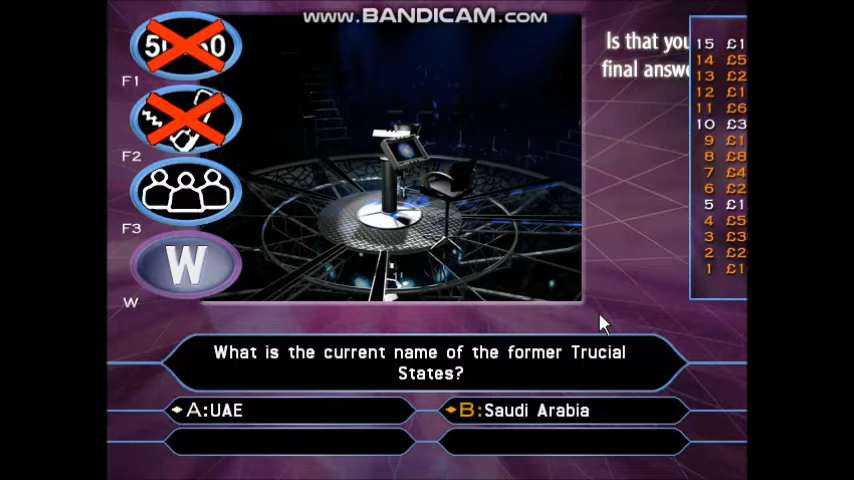 www.BANDICAM.com
F1
F2
F3
W
W
Is that you
final answe
15 £1
14 £5
13 £2
12 £1
11 £6
10 £3
9 £1
8 £8
7 £4
6 £2
5 £1
4 £5
3 £3
2 £2
1 £1
What is the current name of the former Trucial
States?
A:UAE
B:Saudi Arabia